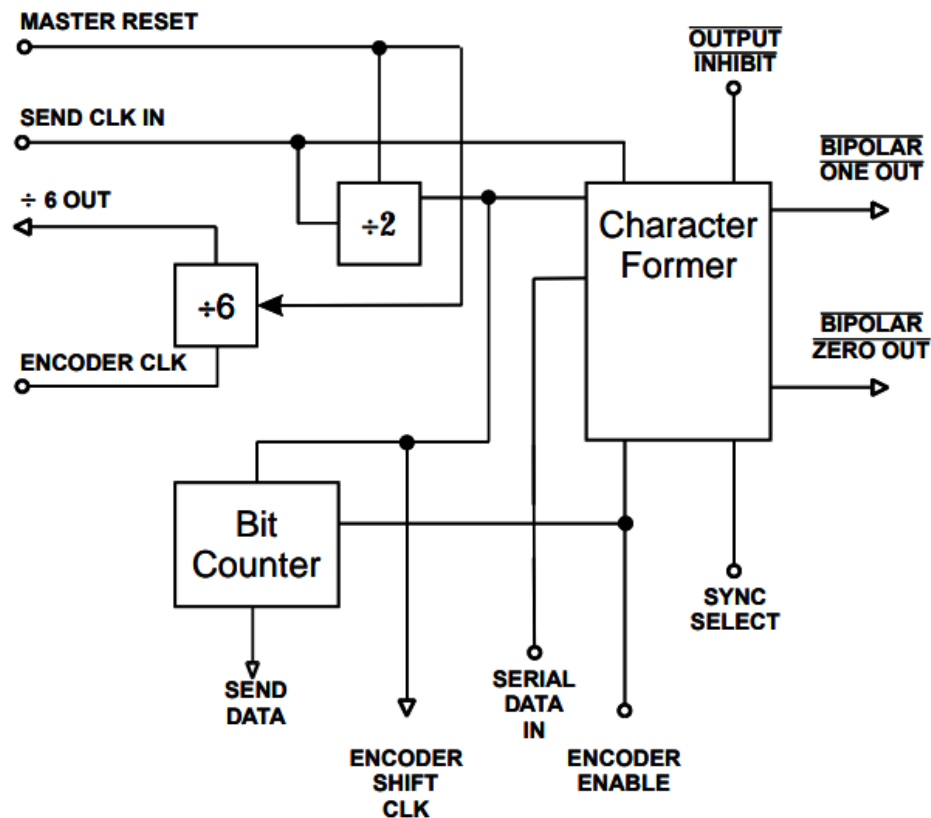 MASTER RESET
OUTPUT
INHIBIT
SEND CLK IN
BIPOLAR
ONE OUT
÷ 6 OUT
÷2
Character
Former
÷6
BIPOLAR
ZERO OUT
ENCODER CLK
Bit
Counter
SYNC
SELECT
SEND
DATA
SERIAL
DATA
IN
ENCODER
SHIFT
CLK
ENCODER
ENABLE